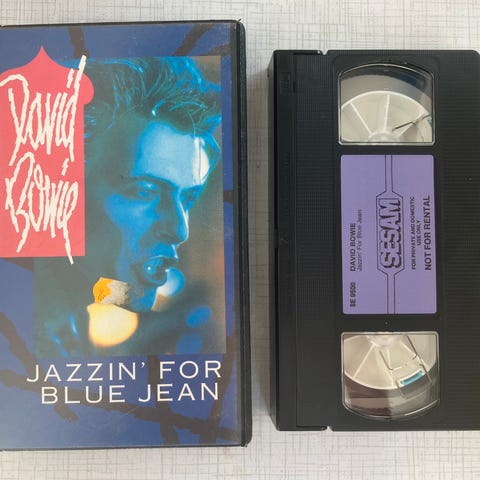 David
Bowie
JAZZIN' FOR
BLUE JEAN
SE 9500
DAVID BOWIE
Jazzin' For Blue Jean
SESAM
FOR PRIVATE AND DOMESTIC
USE ONLY
NOT FOR RENTAL